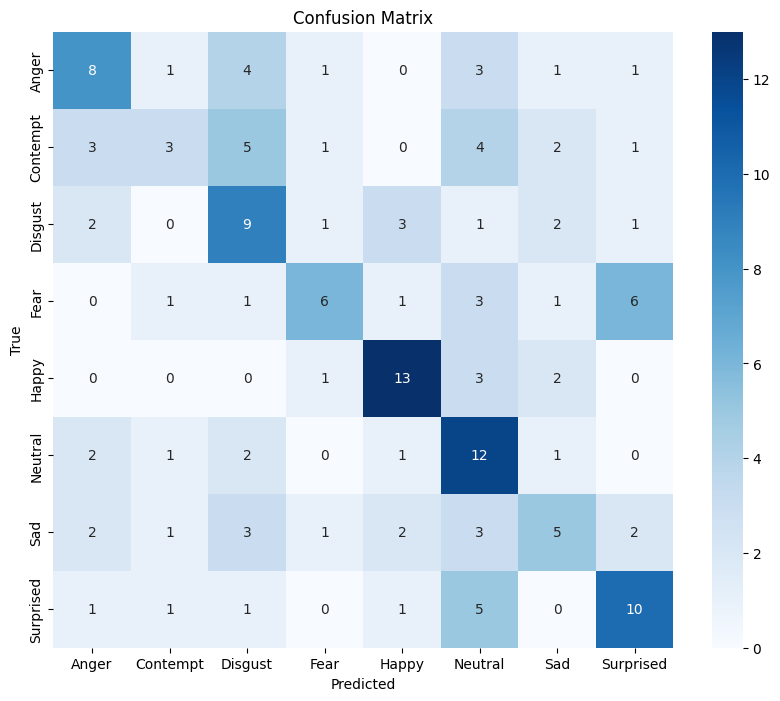 Confusion Matrix
Anger 8 1 4 1 0 3 1 1
Contempt 3 3 5 1 0 4 2 1
Disgust 2 0 9 1 3 1 2 1
Fear 0 1 1 6 1 3 1 6
Happy 0 0 0 1 13 3 2 0
Neutral 2 1 2 0 1 12 1 0
Sad 2 1 3 1 2 3 5 2
Surprised 1 1 1 0 1 5 0 10
Anger Contempt Disgust Fear Happy Neutral Sad Surprised
Predicted
True
12
10
8
6
4
2
0